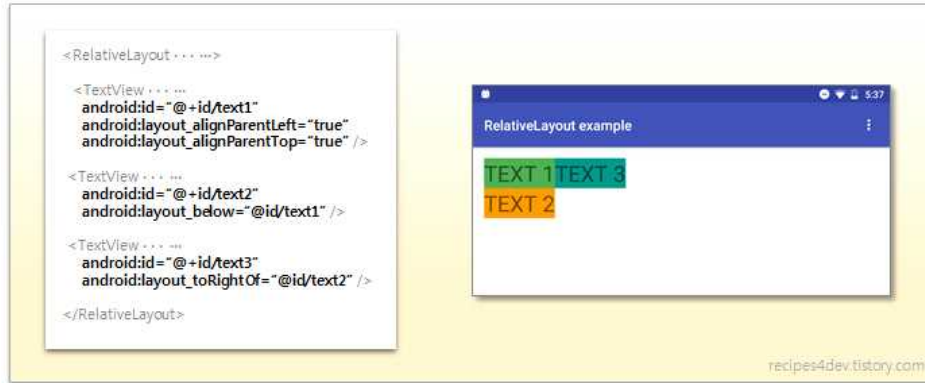 <RelativeLayout ··· ···>
<TextView ··· ···
android:id="@+id/text1"
android:layout_alignParentLeft="true"
android:layout_alignParentTop="true" />
<TextView ··· ···
android:id="@+id/text2"
android:layout_below="@id/text1" />
<TextView ··· ···
android:id="@+id/text3"
android:layout_toRightOf="@id/text2" />
</RelativeLayout>
5:37
RelativeLayout example
TEXT 1 TEXT 3
TEXT 2
recipes4dev.tistory.com